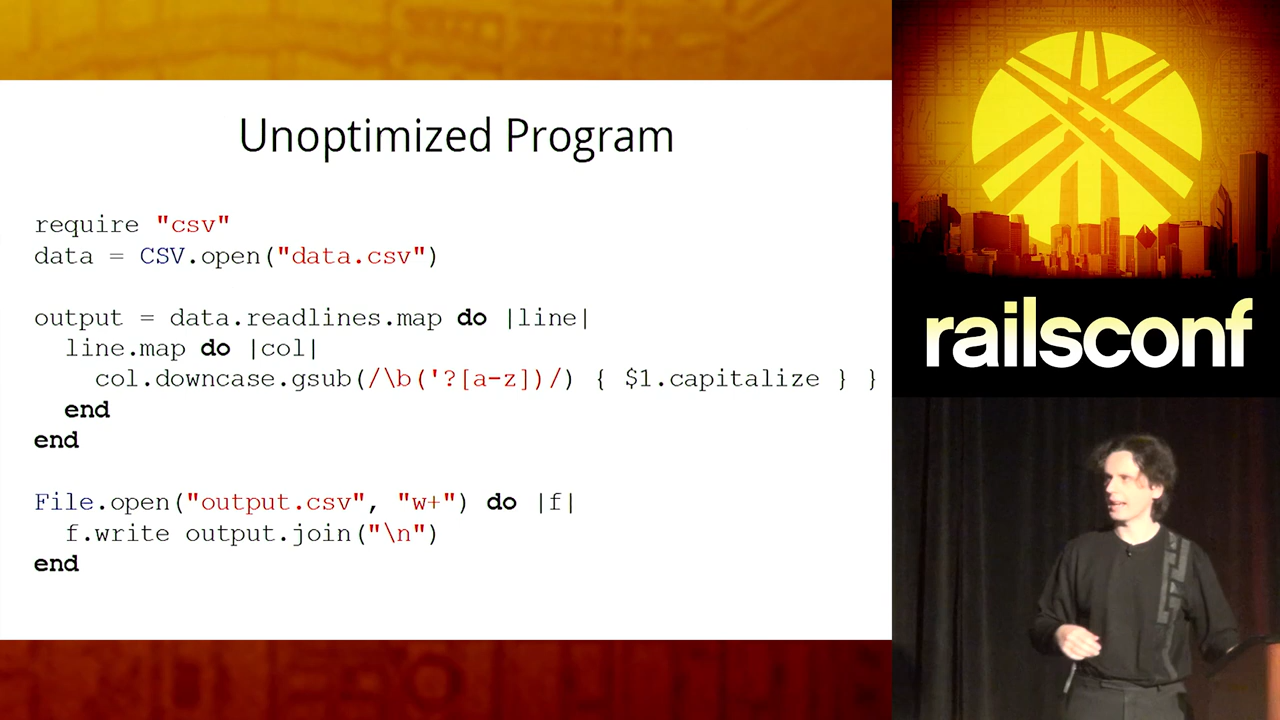 Unoptimized Program
require "csv"
data = CSV.open("data.csv")
output = data.readlines.map do |line|
  line.map do |col|
    col.downcase.gsub(/\b('?[a-z])/) { $1.capitalize } }
  end
end
File.open("output.csv", "w+") do |f|
  f.write output.join("\n")
end
railsconf